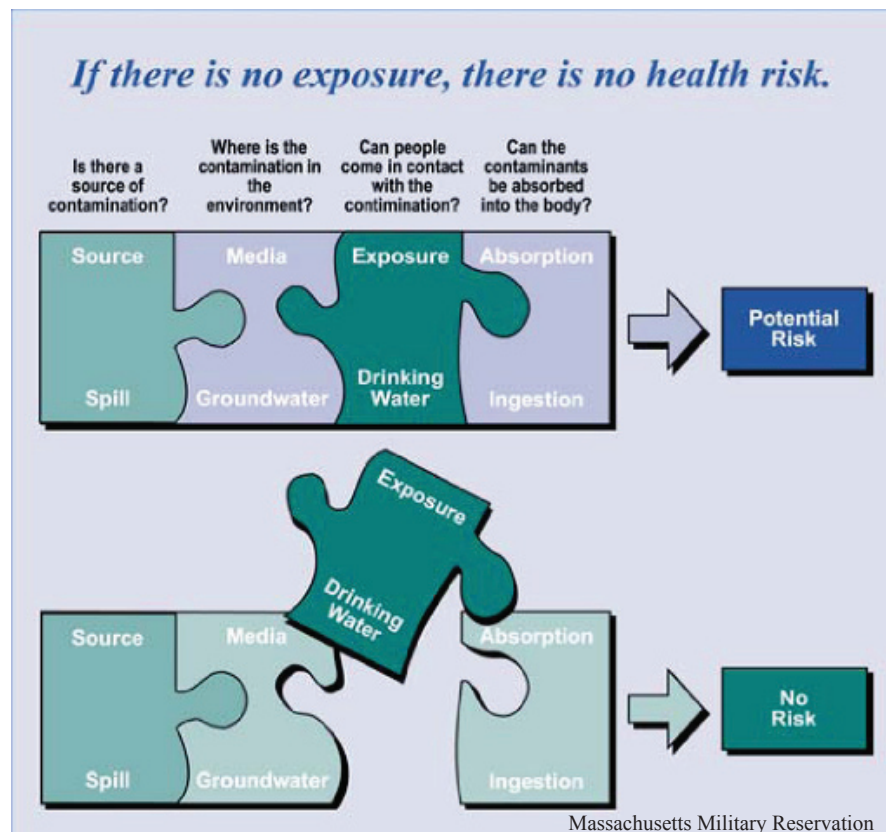 If there is no exposure, there is no health risk.
Is there a
source of
contamination?
Where is the
contamination in
the
environment?
Can people
come in contact
with the
contimination?
Can the
contaminants
be absorbed
into the body?
Source
Media
Exposure
Absorption
Spill
Groundwater
Drinking
Water
Ingestion
Potential
Risk
Exposure
Drinking
Water
Source
Media
Absorption
Spill
Groundwater
Ingestion
No
Risk
Massachusetts Military Reservation